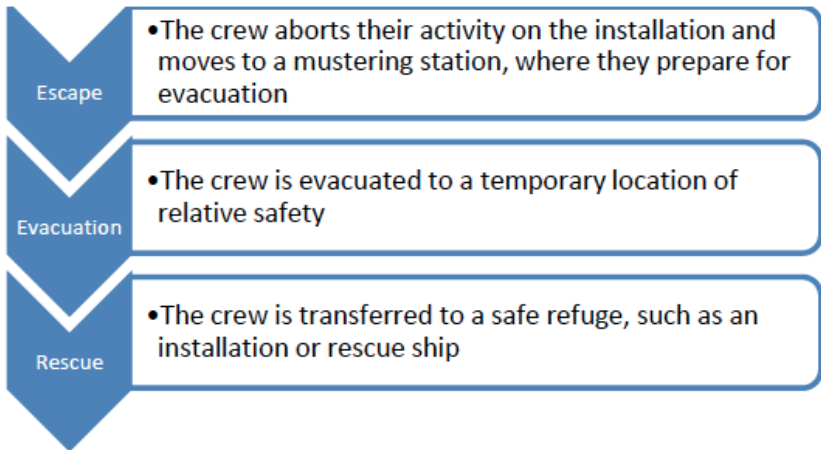 Escape
•The crew aborts their activity on the installation and
moves to a mustering station, where they prepare for
evacuation
Evacuation
•The crew is evacuated to a temporary location of
relative safety
Rescue
•The crew is transferred to a safe refuge, such as an
installation or rescue ship